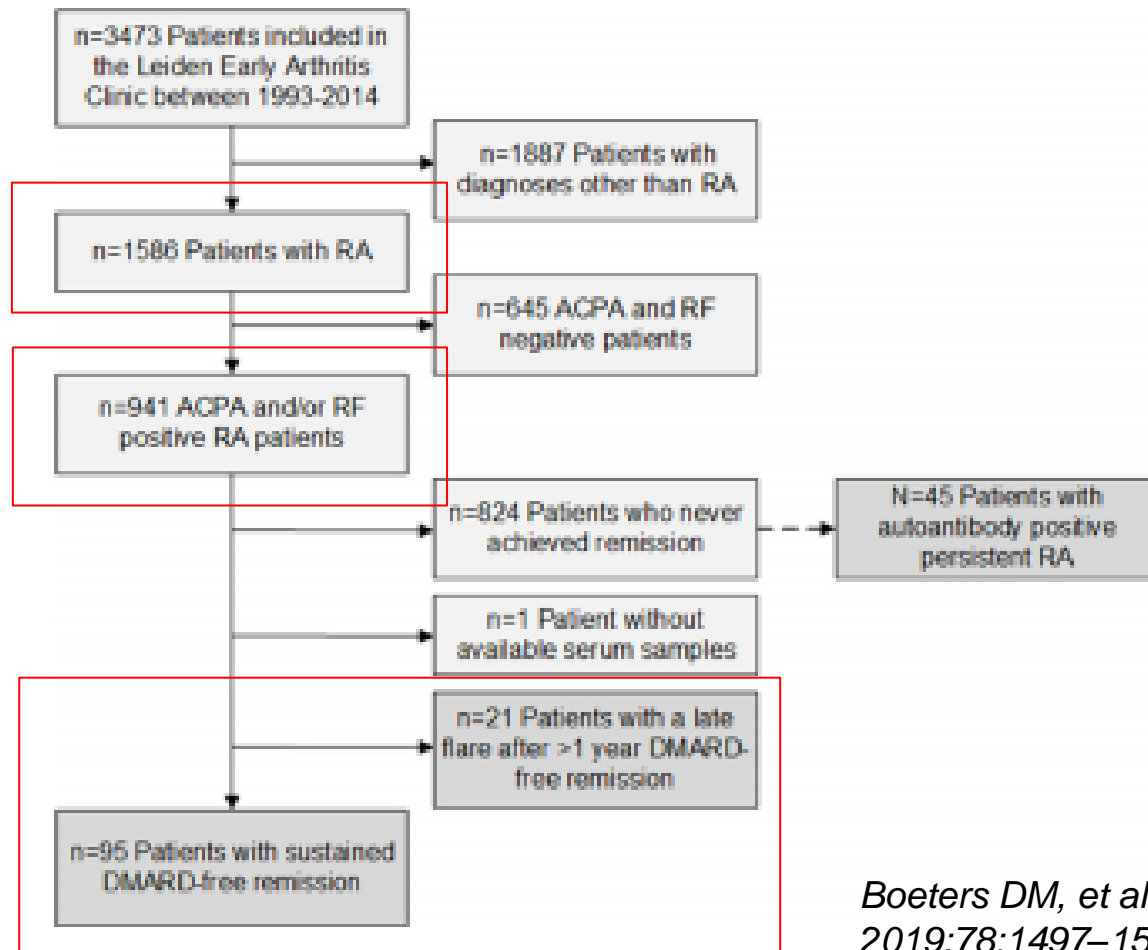 n=3473 Patients included in
the Leiden Early Arthritis
Clinic between 1993-2014
n=1887 Patients with
diagnoses other than RA
n=1586 Patients with RA
n=645 ACPA and RF
negative patients
n=941 ACPA and/or RF
positive RA patients
n=824 Patients who never
achieved remission
N=45 Patients with
autoantibody positive
persistent RA
n=1 Patient without
available serum samples
n=21 Patients with a late
flare after >1 year DMARD-
free remission
n=95 Patients with sustained
DMARD-free remission
Boeters DM, et al
2019;78:1497–15